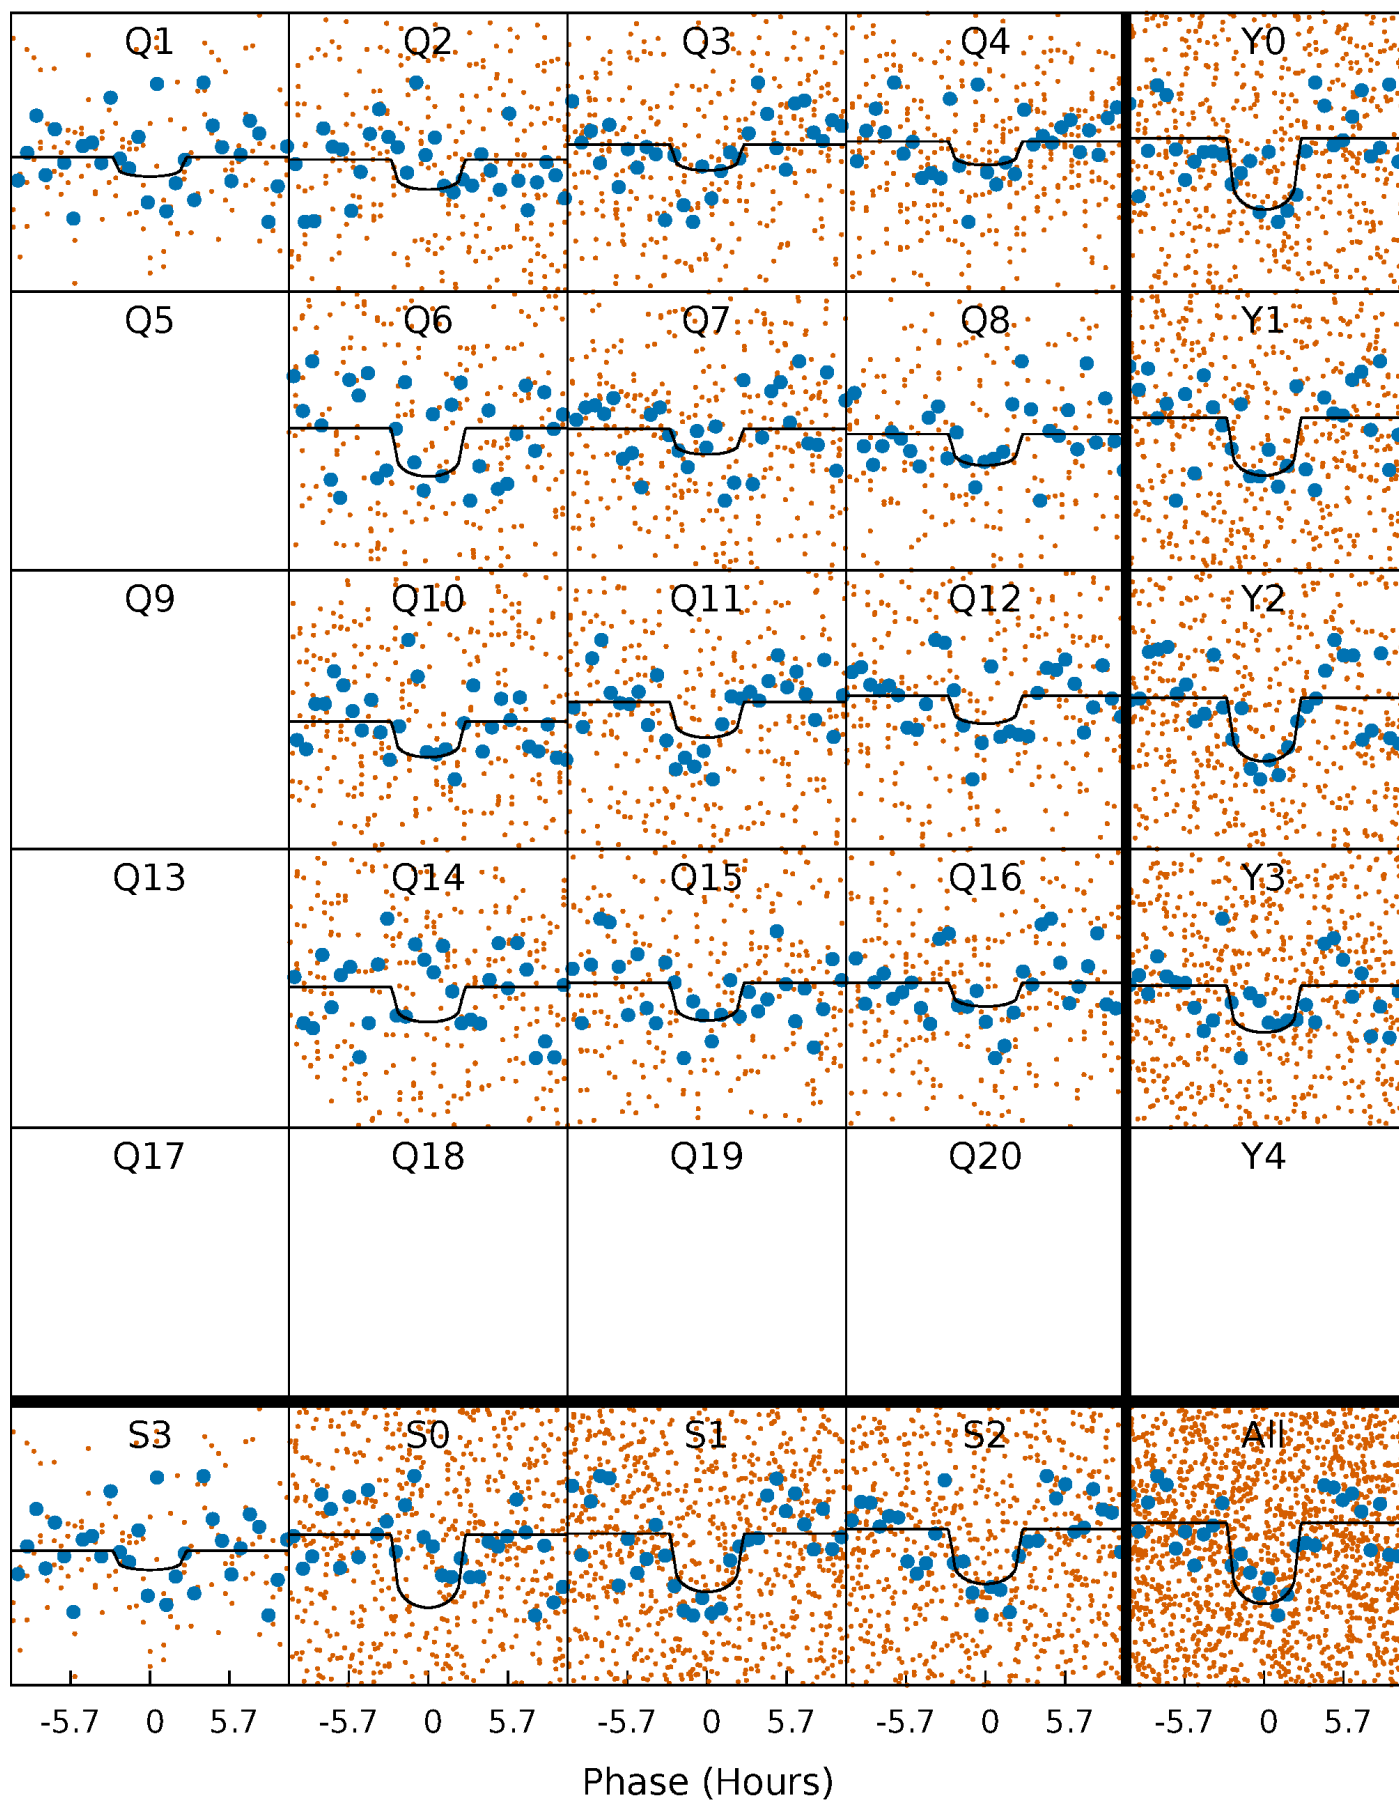 Q1 Q2 Q3 Q4 Y0
Q5 Q6 Q7 Q8 Y1
Q9 Q10 Q11 Q12 Y2
Q13 Q14 Q15 Q16 Y3
Q17 Q18 Q19 Q20 Y4
S3 S0 S1 S2 All
-5.7 0 5.7 -5.7 0 5.7 -5.7 0 5.7 -5.7 0 5.7 -5.7 0 5.7
Phase (Hours)